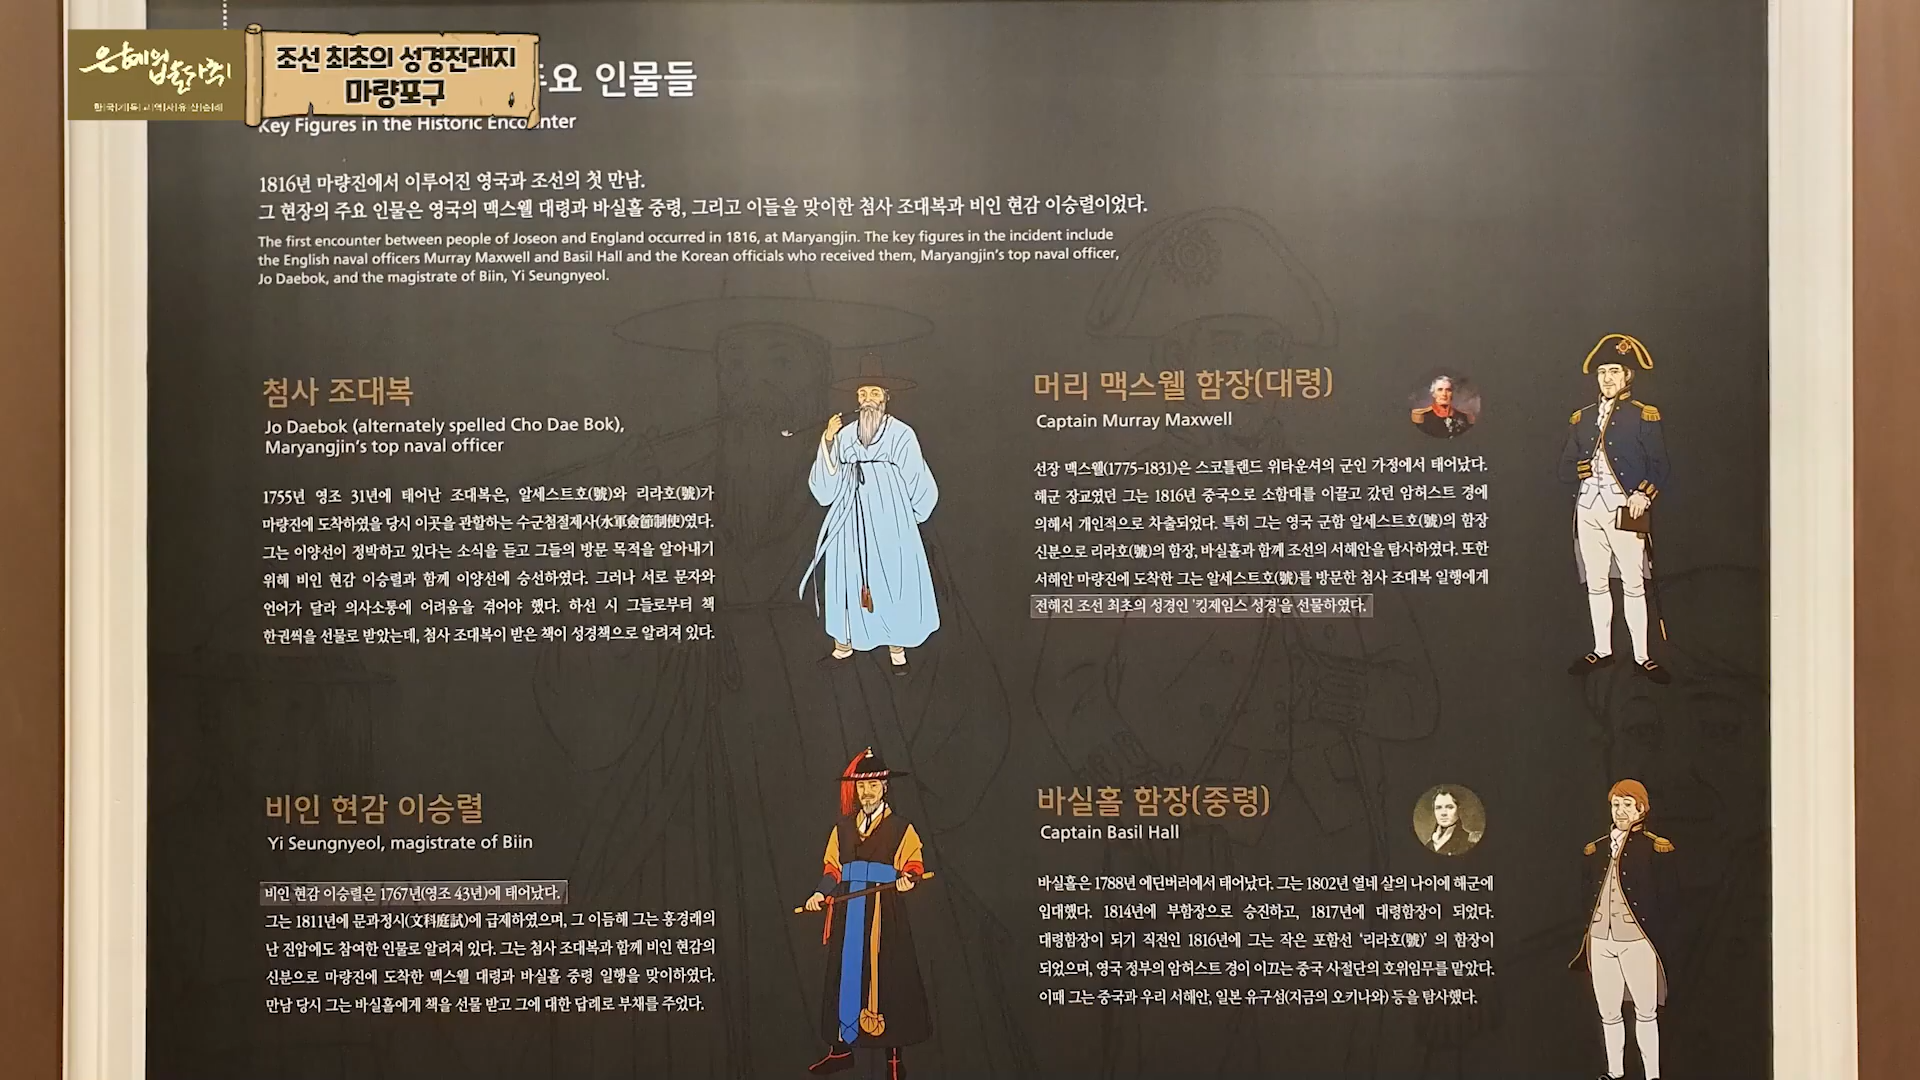 은혜의 발자취
한국기독교역사유산순례
조선 최초의 성경전래지
마량포구
주요 인물들
Key Figures in the Historic Encounter
1816년 마량진에서 이루어진 영국과 조선의 첫 만남.
그 현장의 주요 인물은 영국의 맥스웰 대령과 바실홀 중령, 그리고 이들을 맞이한 첨사 조대복과 비인 현감 이승렬이었다.
The first encounter between people of Joseon and England occurred in 1816, at Maryangjin. The key figures in the incident include
the English naval officers Murray Maxwell and Basil Hall and the Korean officials who received them, Maryangjin's top naval officer,
Jo Daebok, and the magistrate of Biin, Yi Seungnyeol.
첨사 조대복
Jo Daebok (alternately spelled Cho Dae Bok),
Maryangjin's top naval officer
1755년 영조 31년에 태어난 조대복은, 알세스트호(號)와 리라호(號)가
마량진에 도착하였을 당시 이곳을 관할하는 수군첨절제사(水軍僉節制使)였다.
그는 이양선이 정박하고 있다는 소식을 듣고 그들의 방문 목적을 알아내기
위해 비인 현감 이승렬과 함께 이양선에 승선하였다. 그러나 서로 문자와
언어가 달라 의사소통에 어려움을 겪어야 했다. 하선 시 그들로부터 책
한권씩을 선물로 받았는데, 첨사 조대복이 받은 책이 성경책으로 알려져 있다.
머리 맥스웰 함장(대령)
Captain Murray Maxwell
선장 맥스웰(1775-1831)은 스코틀랜드 위타운셔의 군인 가정에서 태어났다.
해군 장교였던 그는 1816년 중국으로 소함대를 이끌고 갔던 암허스트 경에
의해서 개인적으로 차출되었다. 특히 그는 영국 군함 알세스트호(號)의 함장
신분으로 리라호(號)의 함장, 바실홀과 함께 조선의 서해안을 탐사하였다. 또한
서해안 마량진에 도착한 그는 알세스트호(號)를 방문한 첨사 조대복 일행에게
전해진 조선 최초의 성경인 '킹제임스 성경'을 선물하였다.
비인 현감 이승렬
Yi Seungnyeol, magistrate of Biin
비인 현감 이승렬은 1767년(영조 43년)에 태어났다.
그는 1811년에 문과정시(文科庭試)에 급제하였으며, 그 이듬해 그는 홍경래의
난 진압에도 참여한 인물로 알려져 있다. 그는 첨사 조대복과 함께 비인 현감의
신분으로 마량진에 도착한 맥스웰 대령과 바실홀 중령 일행을 맞이하였다.
만남 당시 그는 바실홀에게 책을 선물 받고 그에 대한 답례로 부채를 주었다.
바실홀 함장(중령)
Captain Basil Hall
바실홀은 1788년 에딘버러에서 태어났다. 그는 1802년 열네 살의 나이에 해군에
입대했다. 1814년에 부함장으로 승진하고, 1817년에 대령함장이 되었다.
대령함장이 되기 직전인 1816년에 그는 작은 포함선 '리라호(號)' 의 함장이
되었으며, 영국 정부의 암허스트 경이 이끄는 중국 사절단의 호위임무를 맡았다.
이때 그는 중국과 우리 서해안, 일본 유구섬(지금의 오키나와) 등을 탐사했다.